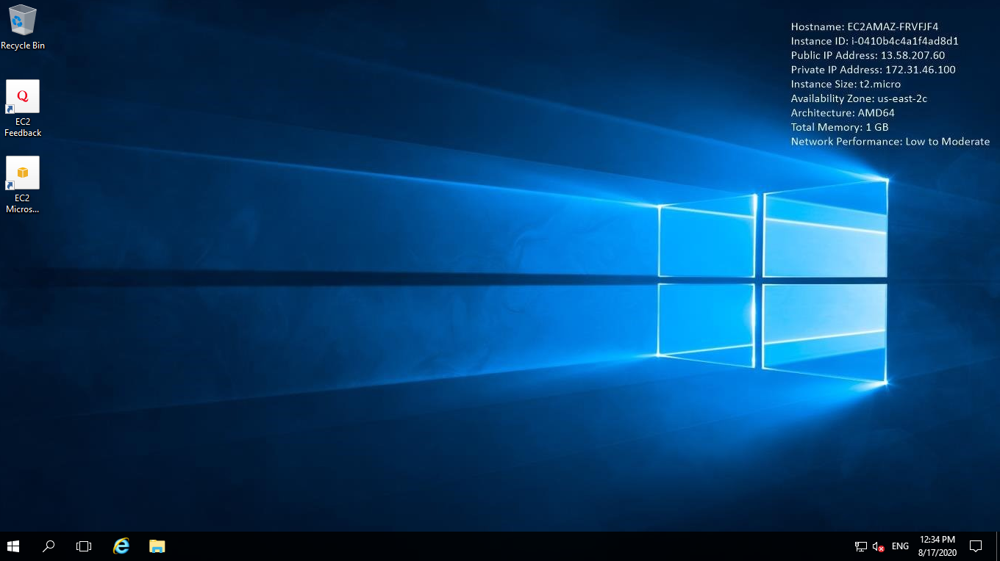 Recycle Bin
Q
EC2
Feedback
EC2
Micros...
Hostname: EC2AMAZ-FRVFJF4
Instance ID: i-0410b4c4a1f4ad8d1
Public IP Address: 13.58.207.60
Private IP Address: 172.31.46.100
Instance Size: t2.micro
Availability Zone: us-east-2c
Architecture: AMD64
Total Memory: 1 GB
Network Performance: Low to Moderate
ENG
12:34 PM
8/17/2020